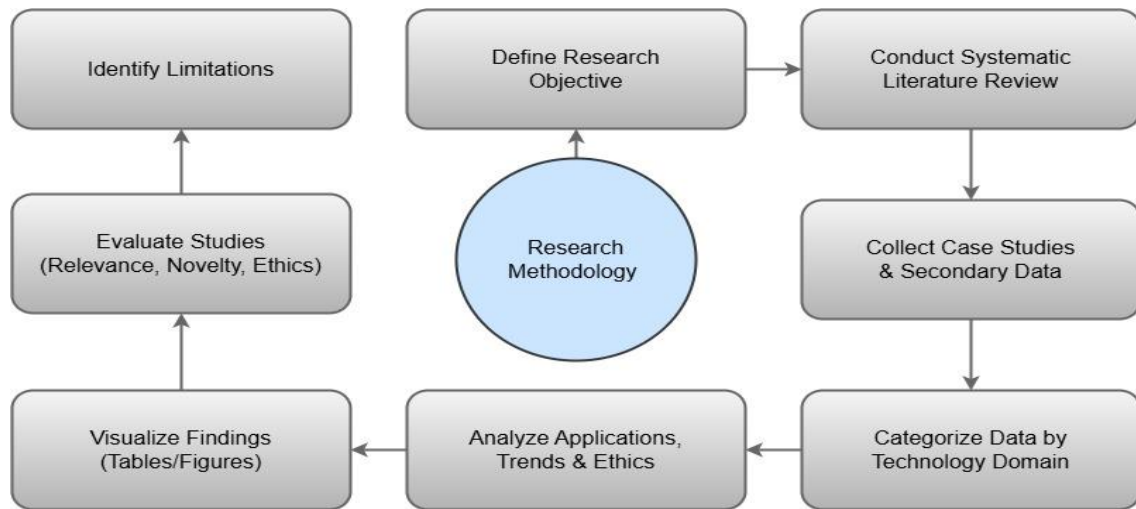 Identify Limitations
Define Research
Objective
Conduct Systematic
Literature Review
Evaluate Studies
(Relevance, Novelty, Ethics)
Research
Methodology
Collect Case Studies
& Secondary Data
Visualize Findings
(Tables/Figures)
Analyze Applications,
Trends & Ethics
Categorize Data by
Technology Domain